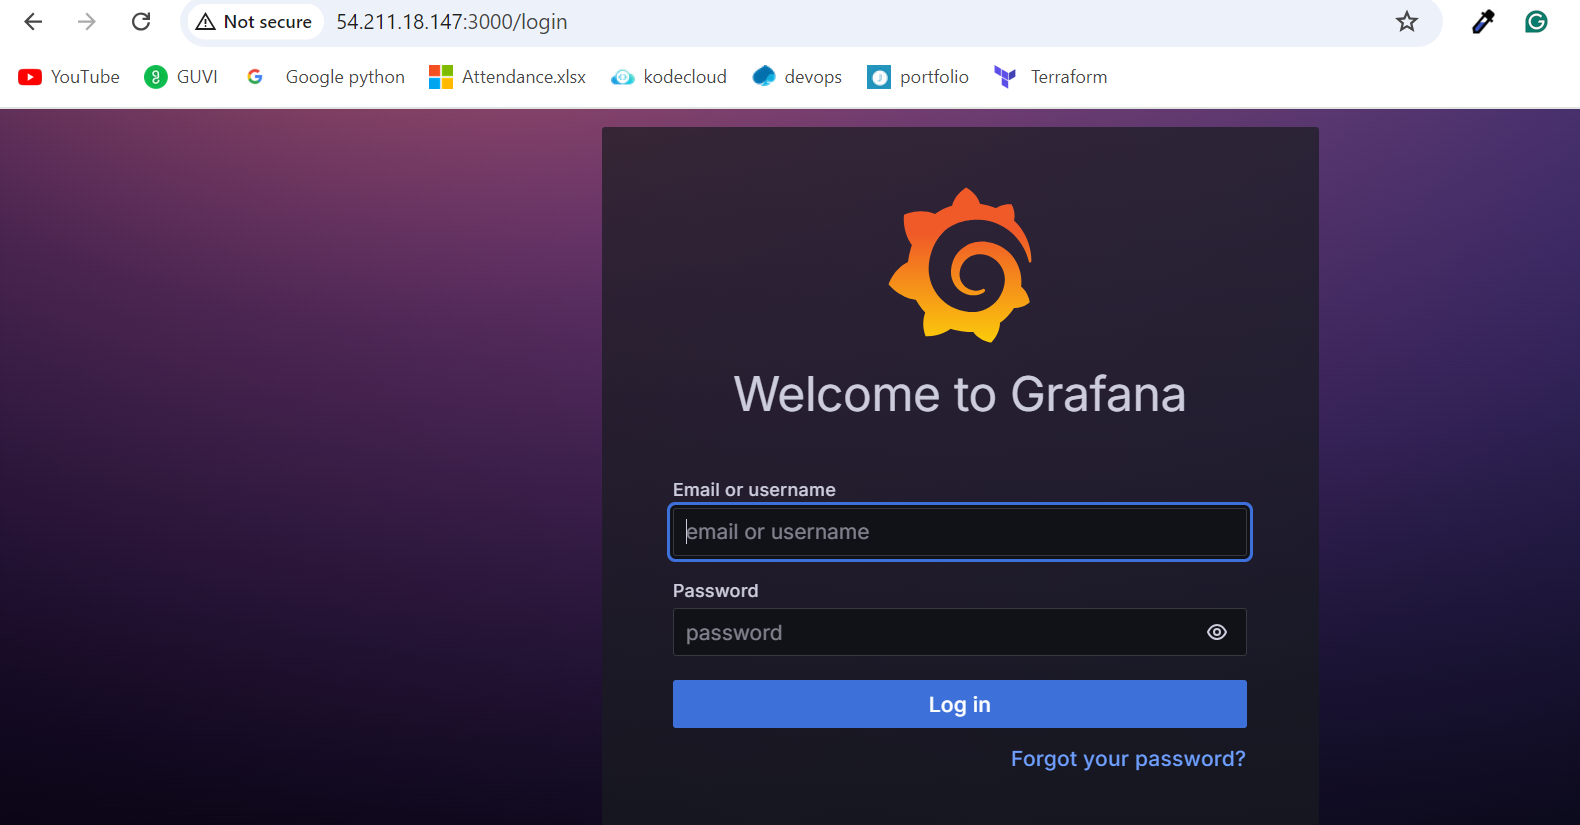 Not secure 54.211.18.147:3000/login
YouTube GUVI Google python Attendance.xlsx kodecloud devops portfolio Terraform
Welcome to Grafana
Email or username
email or username
Password
password
Log in
Forgot your password?